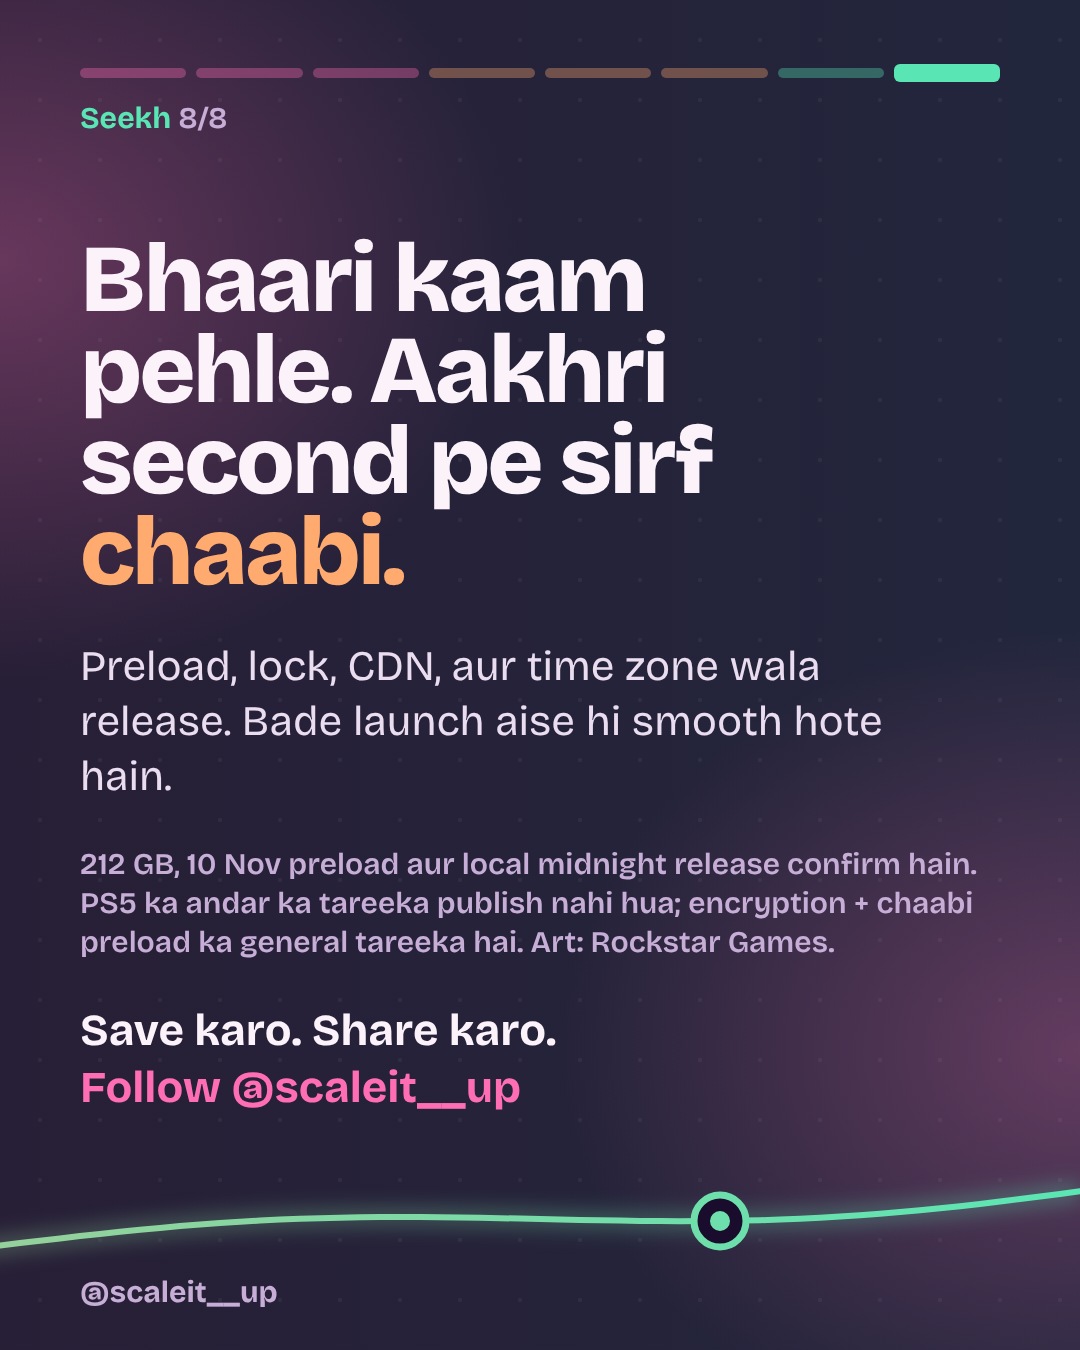 Seekh 8/8
Bhaari kaam
pehle. Aakhri
second pe sirf
chaabi.
Preload, lock, CDN, aur time zone wala
release. Bade launch aise hi smooth hote
hain.
212 GB, 10 Nov preload aur local midnight release confirm hain.
PS5 ka andar ka tareeka publish nahi hua; encryption + chaabi
preload ka general tareeka hai. Art: Rockstar Games.
Save karo. Share karo.
Follow @scaleit__up
@scaleit__up